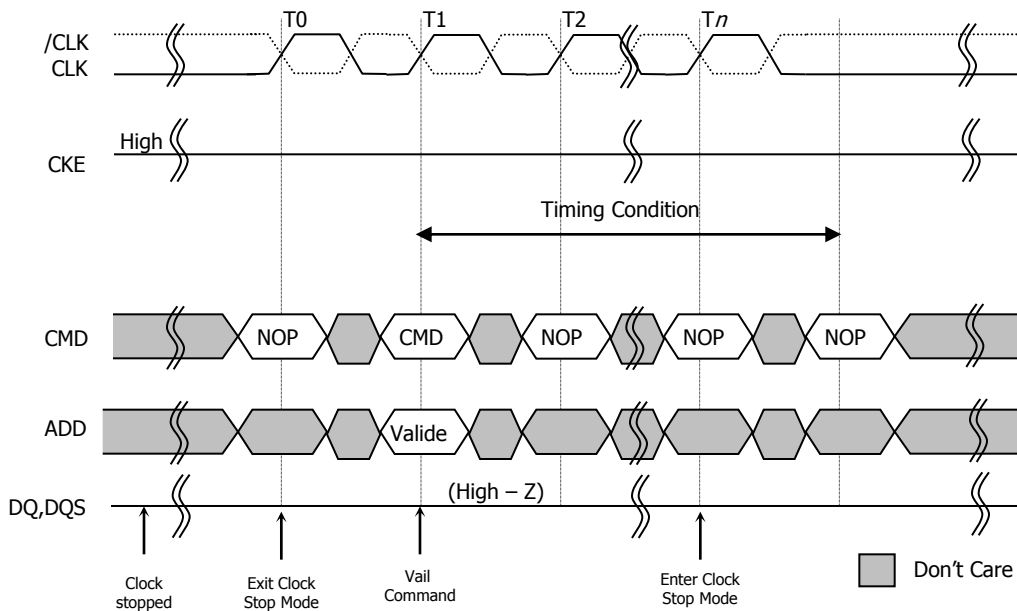 T0 T1 T2 Tn
/CLK
CLK
High
CKE
Timing Condition
CMD NOP CMD NOP NOP NOP
ADD Valide
(High – Z)
DQ,DQS
Clock
stopped
Exit Clock
Stop Mode
Vail
Command
Enter Clock
Stop Mode
Don't Care